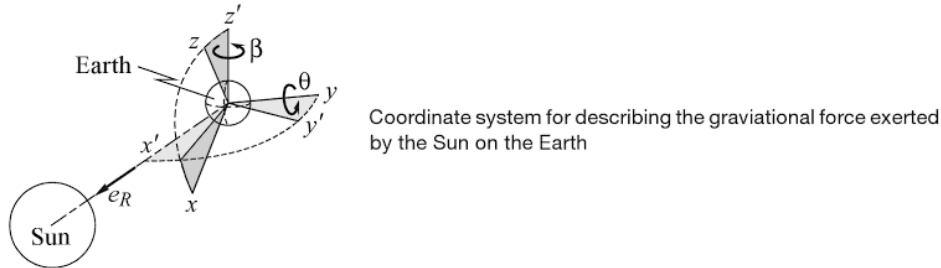 z'
z
β
Earth
θ
y
y'
x'
e_R
x
Sun
Coordinate system for describing the graviational force exerted
by the Sun on the Earth